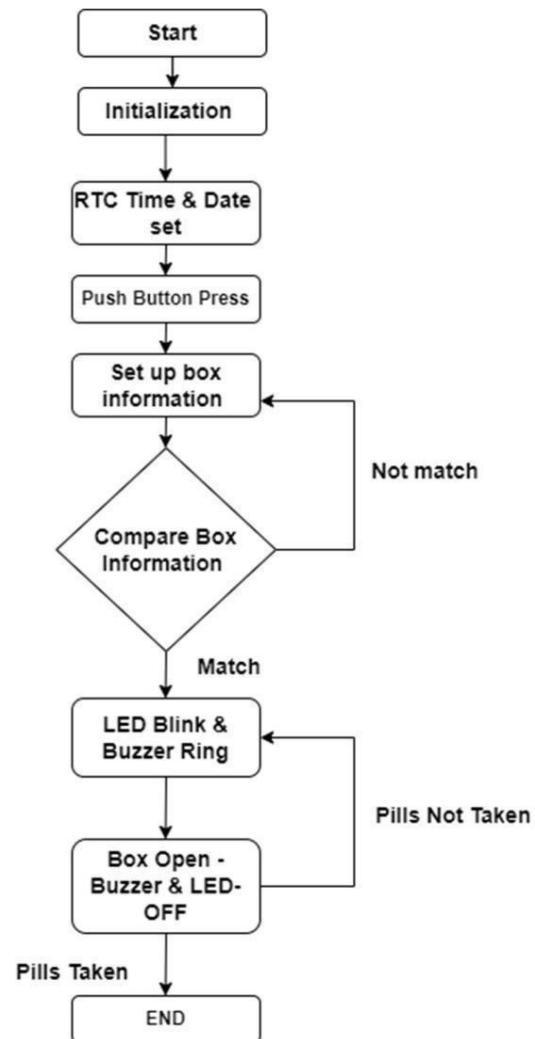 Start
Initialization
RTC Time & Date
set
Push Button Press
Set up box
information
Not match
Compare Box
Information
Match
LED Blink &
Buzzer Ring
Pills Not Taken
Box Open -
Buzzer & LED-
OFF
Pills Taken
END